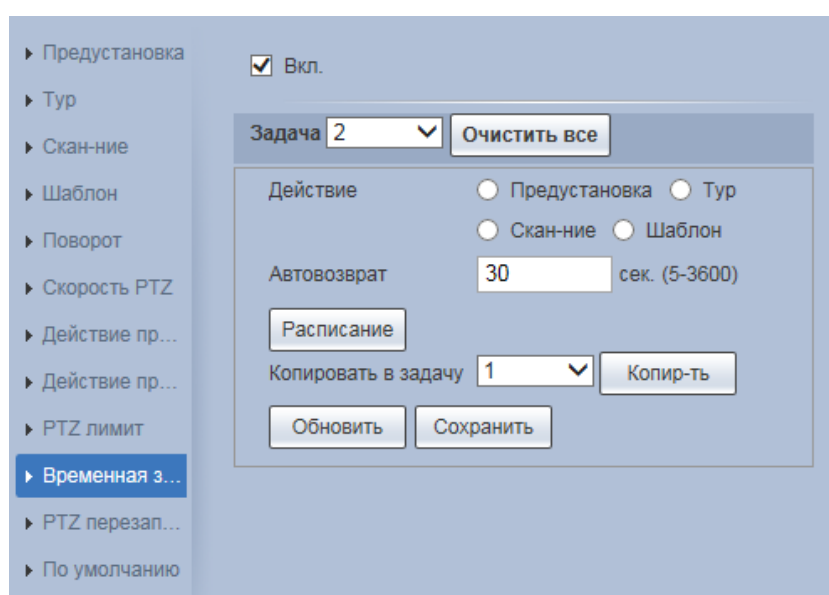 Предустановка
Тур
Скан-ние
Шаблон
Поворот
Скорость PTZ
Действие пр...
Действие пр...
PTZ лимит
Временная з...
PTZ перезап...
По умолчанию
Вкл.
Задача 2 Очистить все
Действие Предустановка Тур
Скан-ние Шаблон
Автовозврат 30 сек. (5-3600)
Расписание
Копировать в задачу 1 Копир-ть
Обновить Сохранить